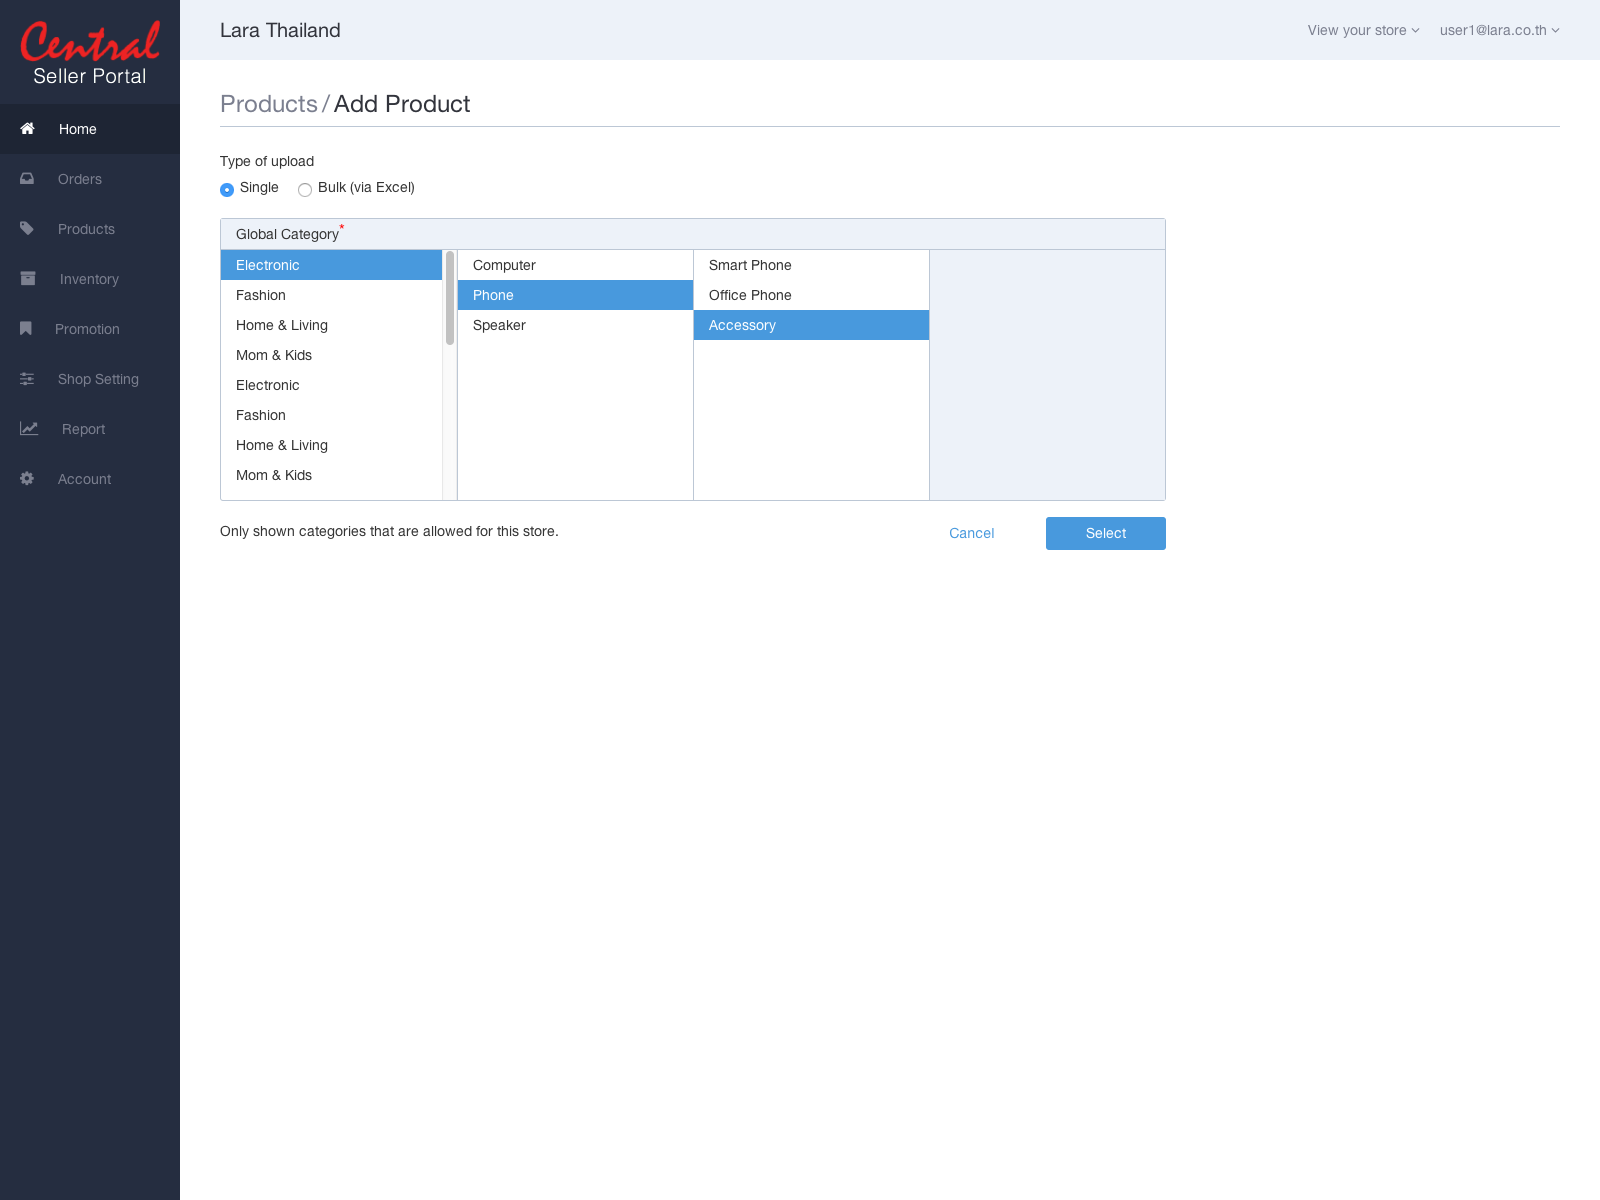 Central
Seller Portal
Home
Orders
Products
Inventory
Promotion
Shop Setting
Report
Account
Lara Thailand
View your store
user1@lara.co.th
Products / Add Product
Type of upload
Single
Bulk (via Excel)
Global Category*
Electronic
Fashion
Home & Living
Mom & Kids
Electronic
Fashion
Home & Living
Mom & Kids
Computer
Phone
Speaker
Smart Phone
Office Phone
Accessory
Only shown categories that are allowed for this store.
Cancel
Select